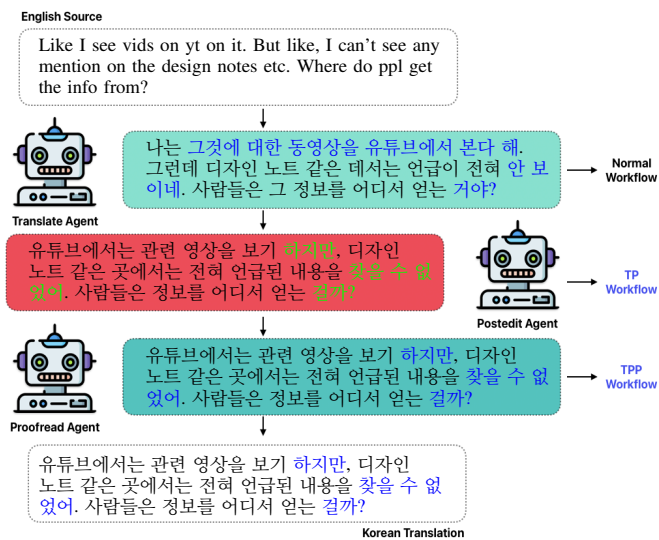 English Source
Like I see vids on yt on it. But like, I can't see any
mention on the design notes etc. Where do ppl get
the info from?
나는 그것에 대한 동영상을 유튜브에서 본다 해.
그런데 디자인 노트 같은 데서는 언급이 전혀 안 보
이네. 사람들은 그 정보를 어디서 얻는 거야?
Normal
Workflow
Translate Agent
유튜브에서는 관련 영상을 보기 하지만, 디자인
노트 같은 곳에서는 전혀 언급된 내용을 찾을 수 없
었어. 사람들은 정보를 어디서 얻는 걸까?
TP
Workflow
Postedit Agent
유튜브에서는 관련 영상을 보기 하지만, 디자인
노트 같은 곳에서는 전혀 언급된 내용을 찾을 수 없
었어. 사람들은 정보를 어디서 얻는 걸까?
TPP
Workflow
Proofread Agent
유튜브에서는 관련 영상을 보기 하지만, 디자인
노트 같은 곳에서는 전혀 언급된 내용을 찾을 수 없
었어. 사람들은 정보를 어디서 얻는 걸까?
Korean Translation